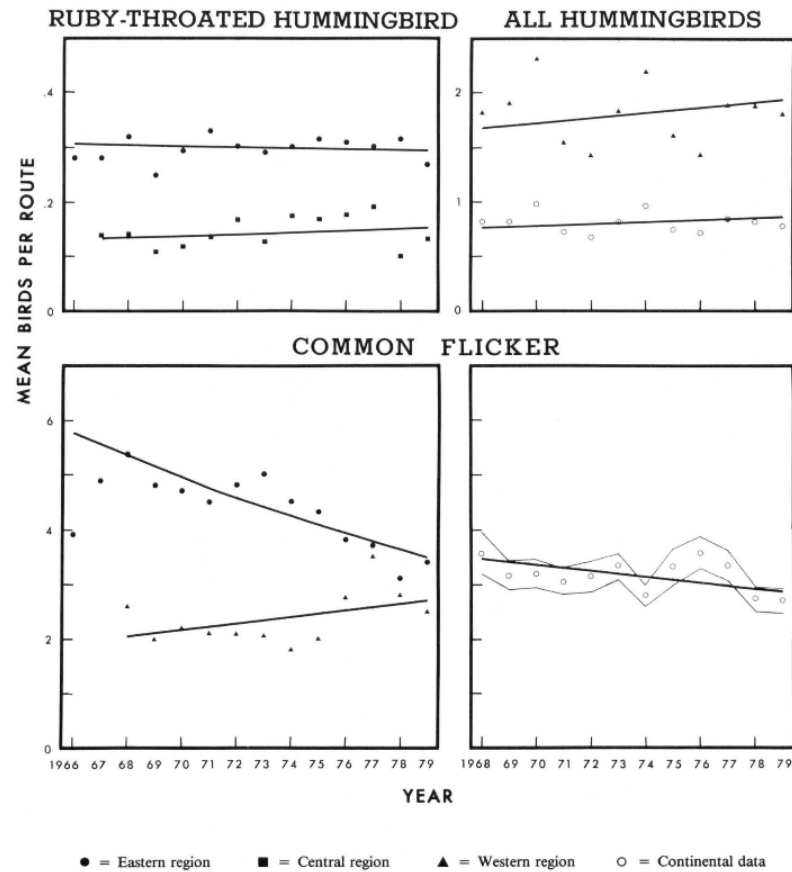 RUBY-THROATED HUMMINGBIRD
ALL HUMMINGBIRDS
MEAN BIRDS PER ROUTE
.4
.2
0
2
1
0
COMMON FLICKER
6
4
2
0
1966 67 68 69 70 71 72 73 74 75 76 77 78 79
1968 69 70 71 72 73 74 75 76 77 78 79
YEAR
● = Eastern region ■ = Central region ▲ = Western region ○ = Continental data